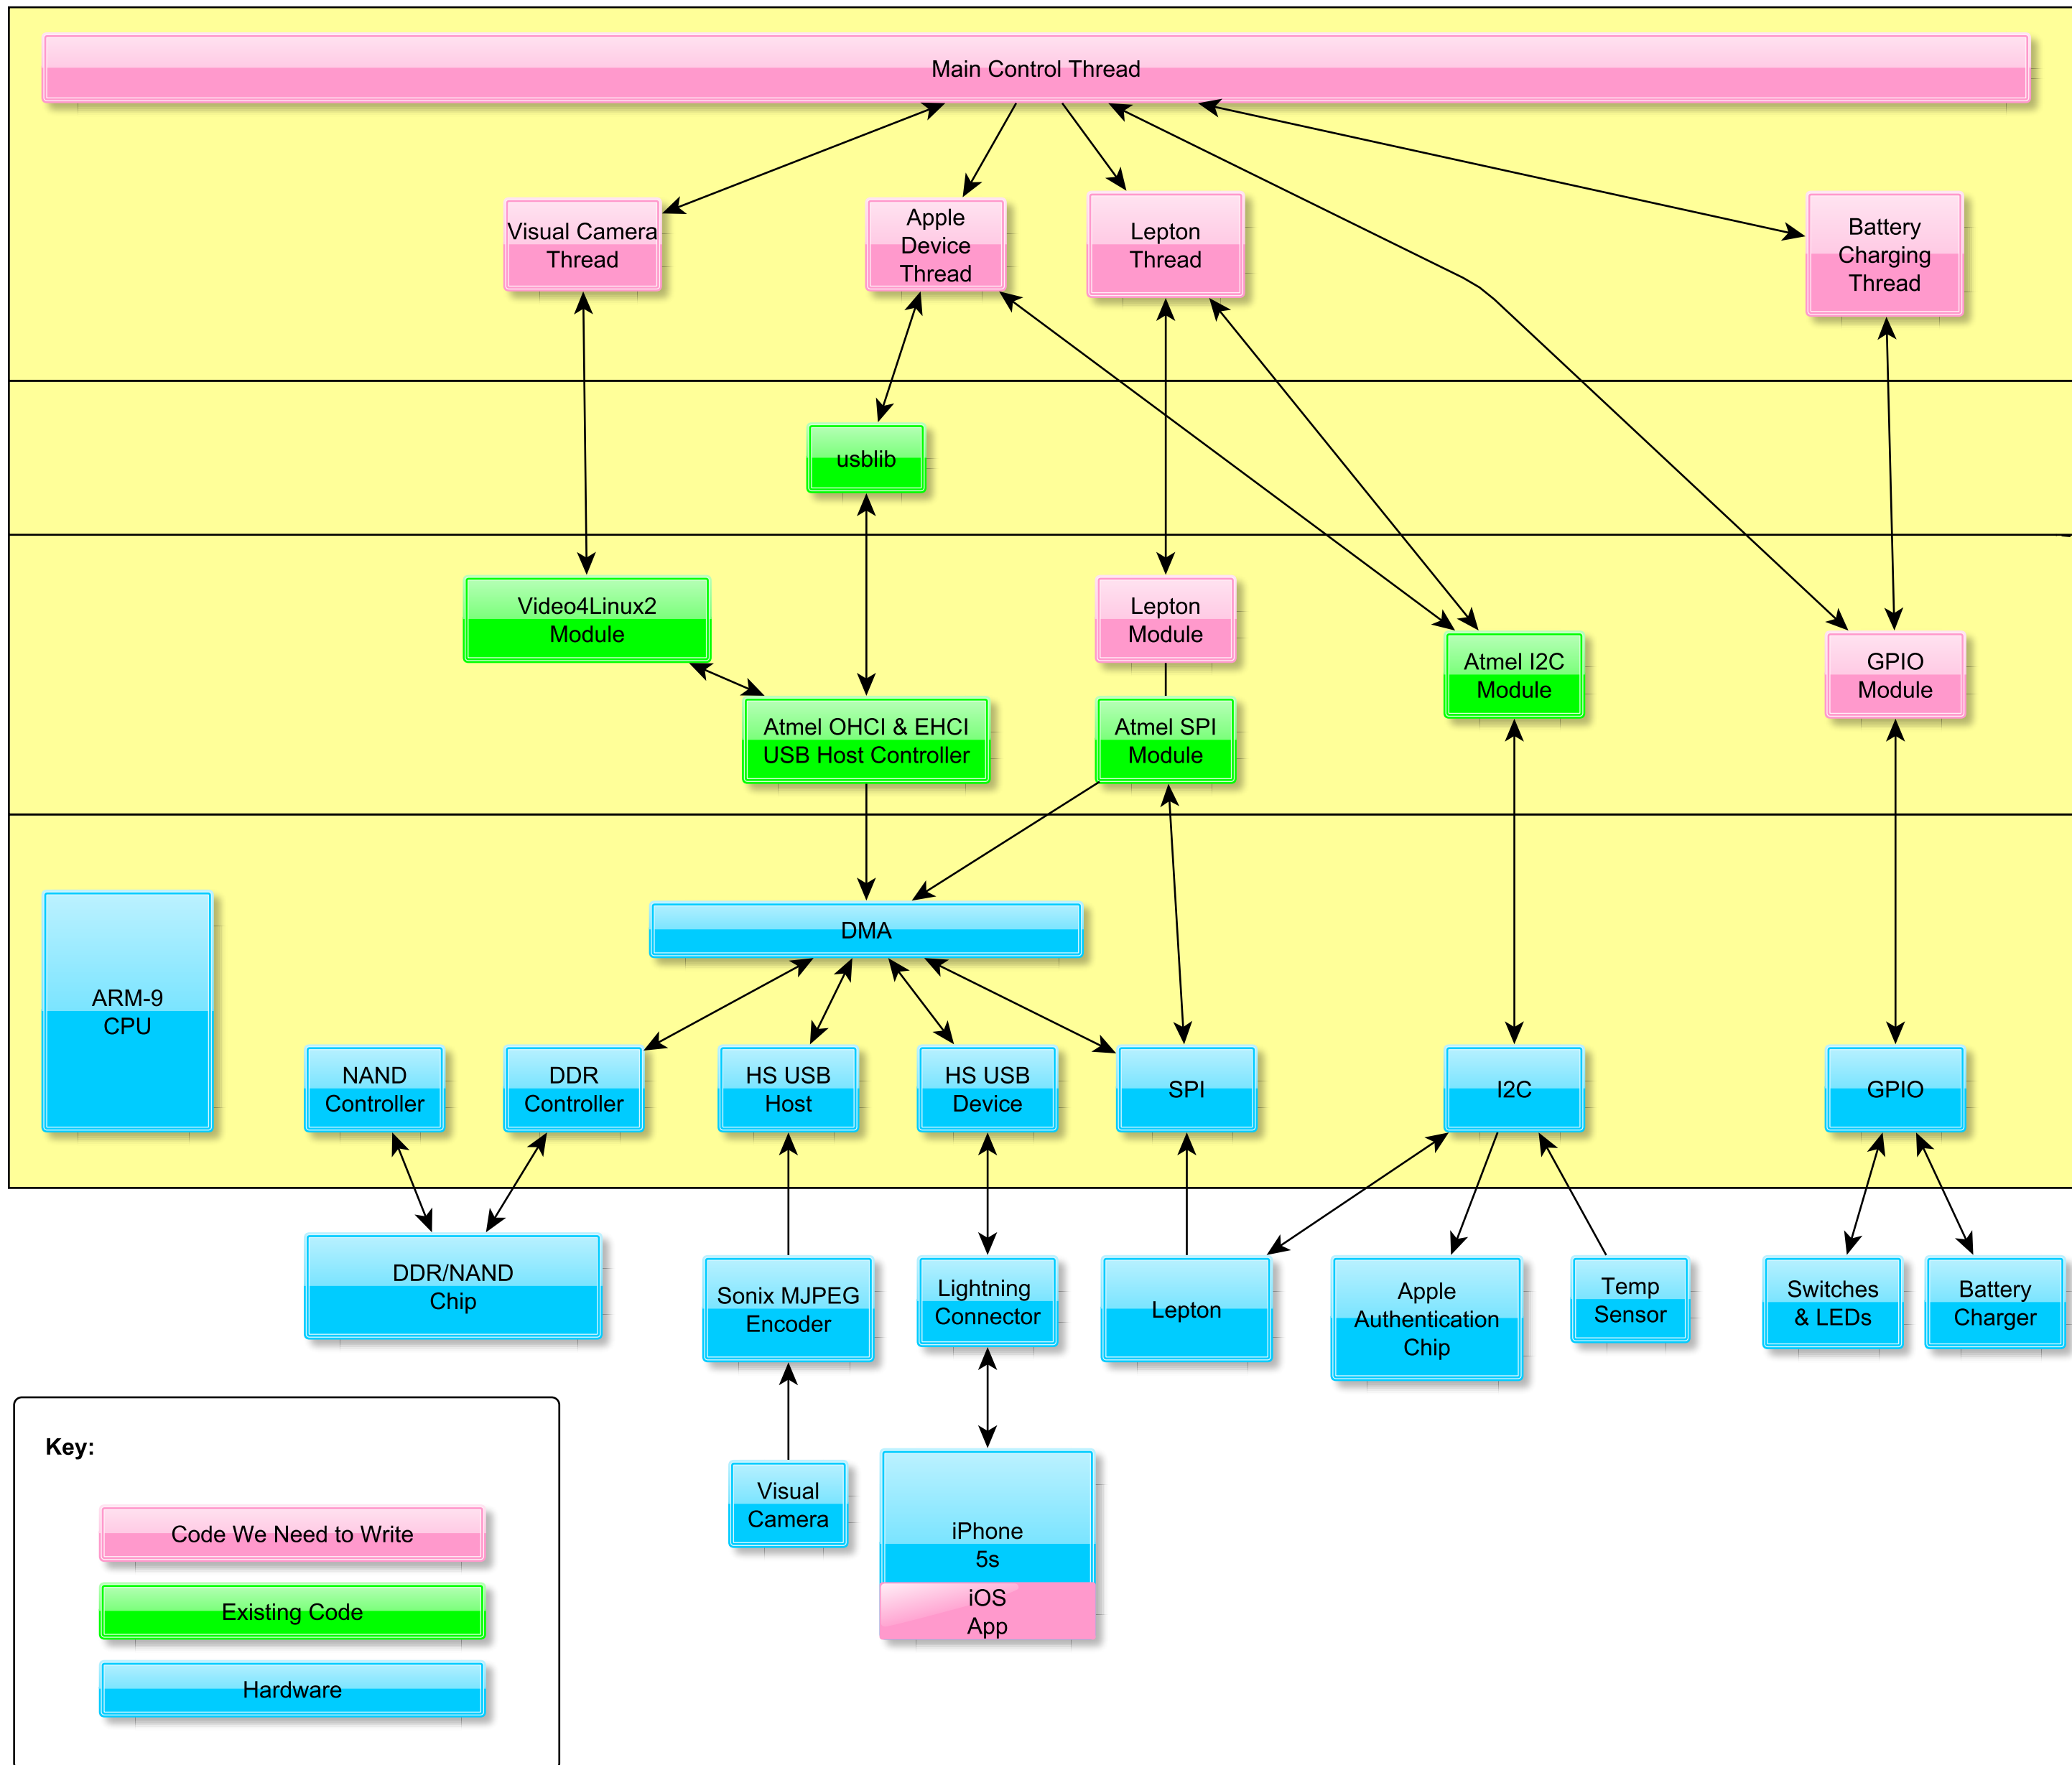 Main Control Thread
Visual Camera
Thread
Apple
Device
Thread
Lepton
Thread
Battery
Charging
Thread
usblib
Video4Linux2
Module
Lepton
Module
Atmel I2C
Module
GPIO
Module
Atmel OHCI & EHCI
USB Host Controller
Atmel SPI
Module
DMA
ARM-9
CPU
NAND
Controller
DDR
Controller
HS USB
Host
HS USB
Device
SPI
I2C
GPIO
DDR/NAND
Chip
Sonix MJPEG
Encoder
Lightning
Connector
Lepton
Apple
Authentication
Chip
Temp
Sensor
Switches
& LEDs
Battery
Charger
Visual
Camera
iPhone
5s
iOS
App
Key:
Code We Need to Write
Existing Code
Hardware